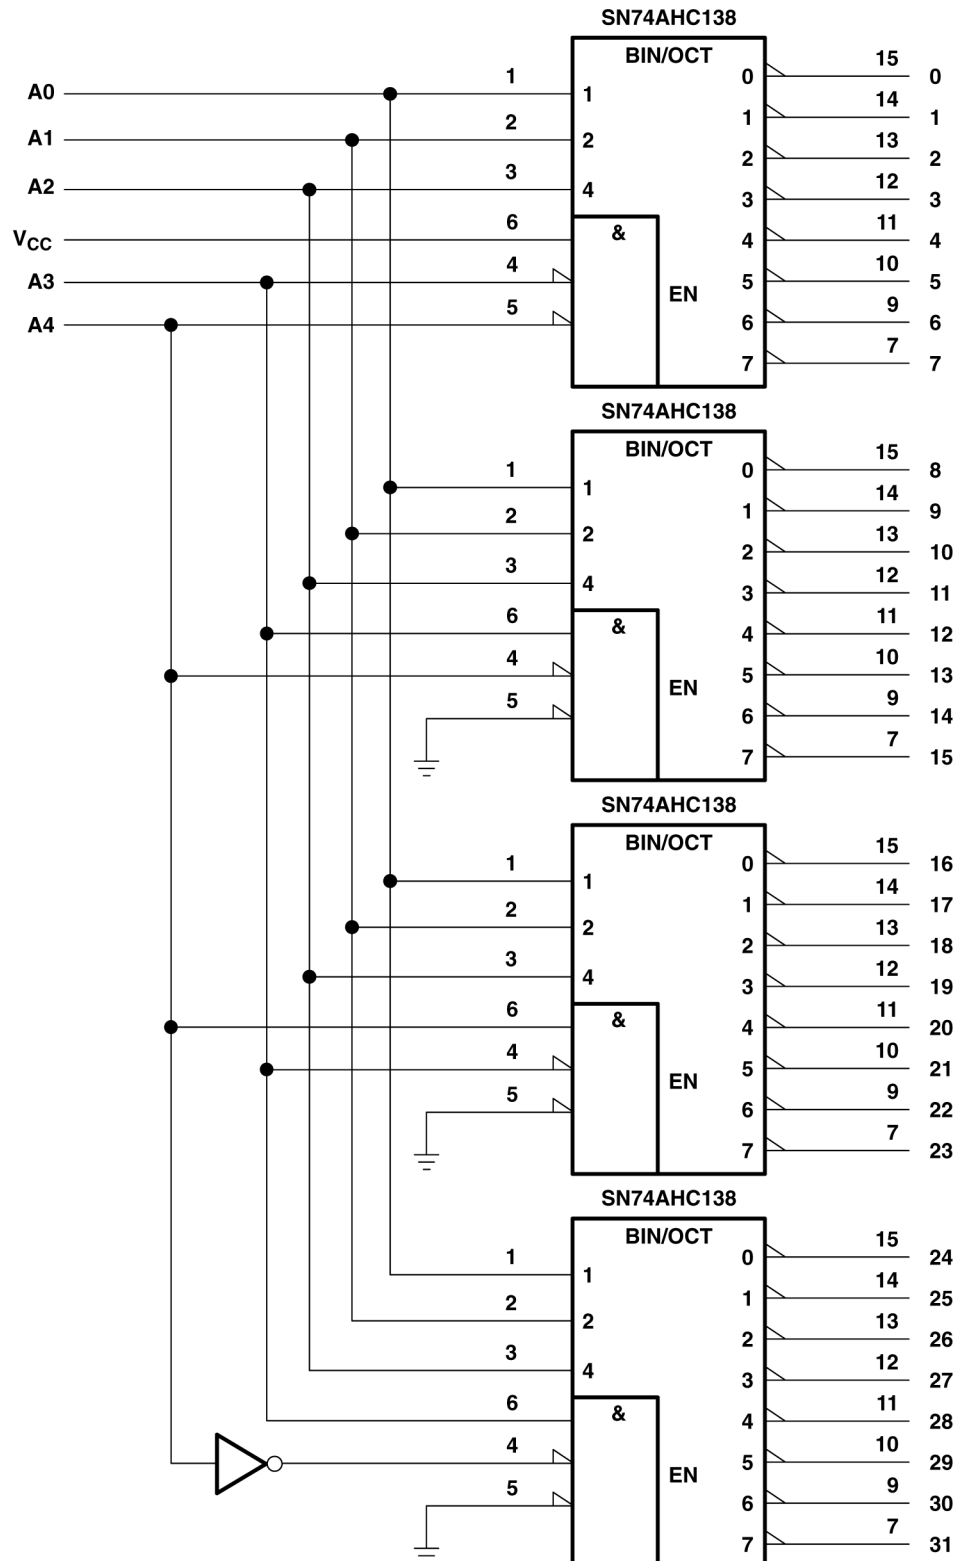 SN74AHC138
BIN/OCT
A0 1 1 0 15 0
A1 2 2 1 14 1
A2 3 4 2 13 2
3 12 3
VCC 6 & 4 11 4
A3 4 EN 5 10 5
A4 5 6 9 6
7 7 7
SN74AHC138
BIN/OCT
1 1 0 15 8
2 2 1 14 9
3 4 2 13 10
3 12 11
6 & 4 11 12
4 EN 5 10 13
5 6 9 14
7 7 15
SN74AHC138
BIN/OCT
1 1 0 15 16
2 2 1 14 17
3 4 2 13 18
3 12 19
6 & 4 11 20
4 EN 5 10 21
5 6 9 22
7 7 23
SN74AHC138
BIN/OCT
1 1 0 15 24
2 2 1 14 25
3 4 2 13 26
3 12 27
6 & 4 11 28
4 EN 5 10 29
5 6 9 30
7 7 31